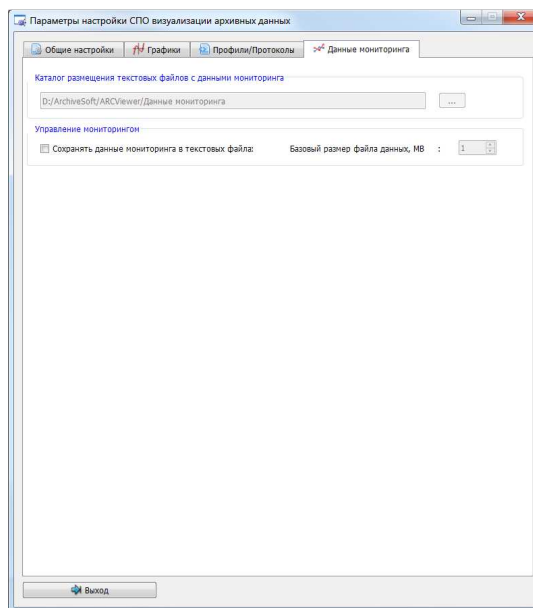 Параметры настройки СПО визуализации архивных данных
Общие настройки Графики Профили/Протоколы Данные мониторинга
Каталог размещения текстовых файлов с данными мониторинга
D:/ArchiveSoft/ARCViewer/Данные мониторинга ...
Управление мониторингом
Сохранять данные мониторинга в текстовых файла: Базовый размер файла данных, MB : 1
Выход